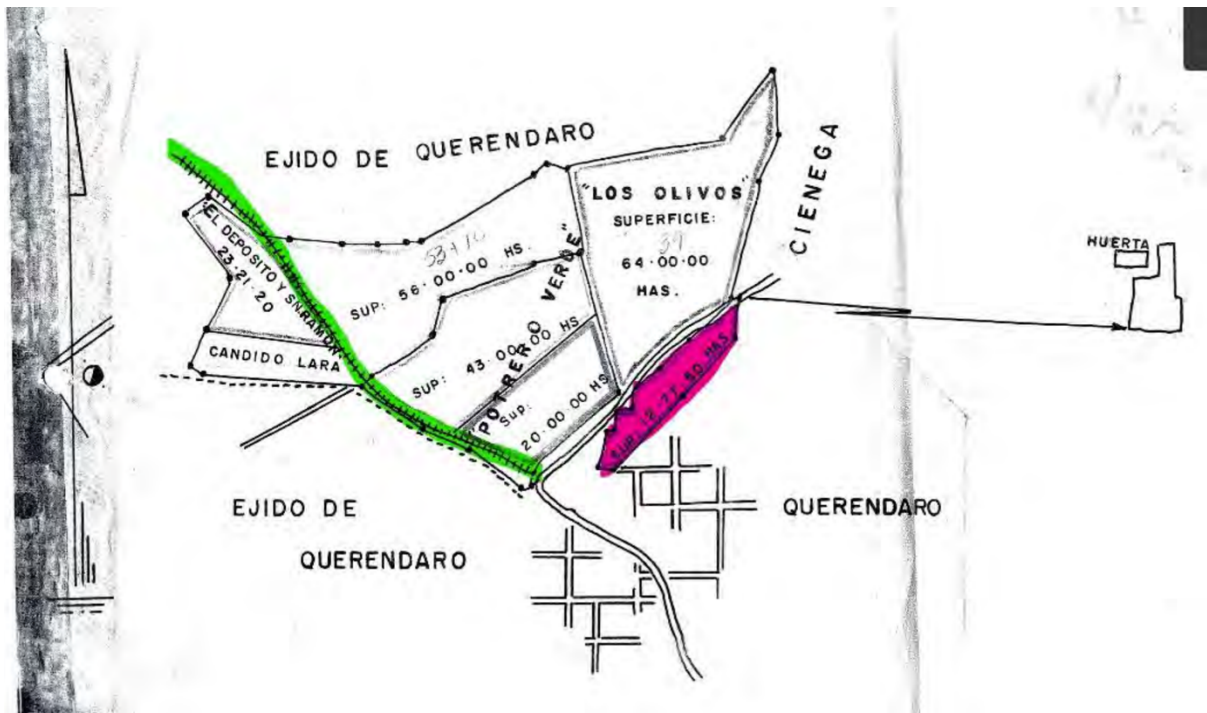 EJIDO DE QUERENDARO
"LOS OLIVOS"
SUPERFICIE:
39
64·00·00
HAS.
CIENEGA
HUERTA
EL DEPOSITO Y SN.RAMON
23·21·20
SUP: 56·00·00 HS.
CANDIDO LARA
SUP: 43·00·00 HS
"POTRERO VERDE"
SUP:
20·00·00 HS
SUP: 12·77·50 HAS.
EJIDO DE
QUERENDARO
QUERENDARO